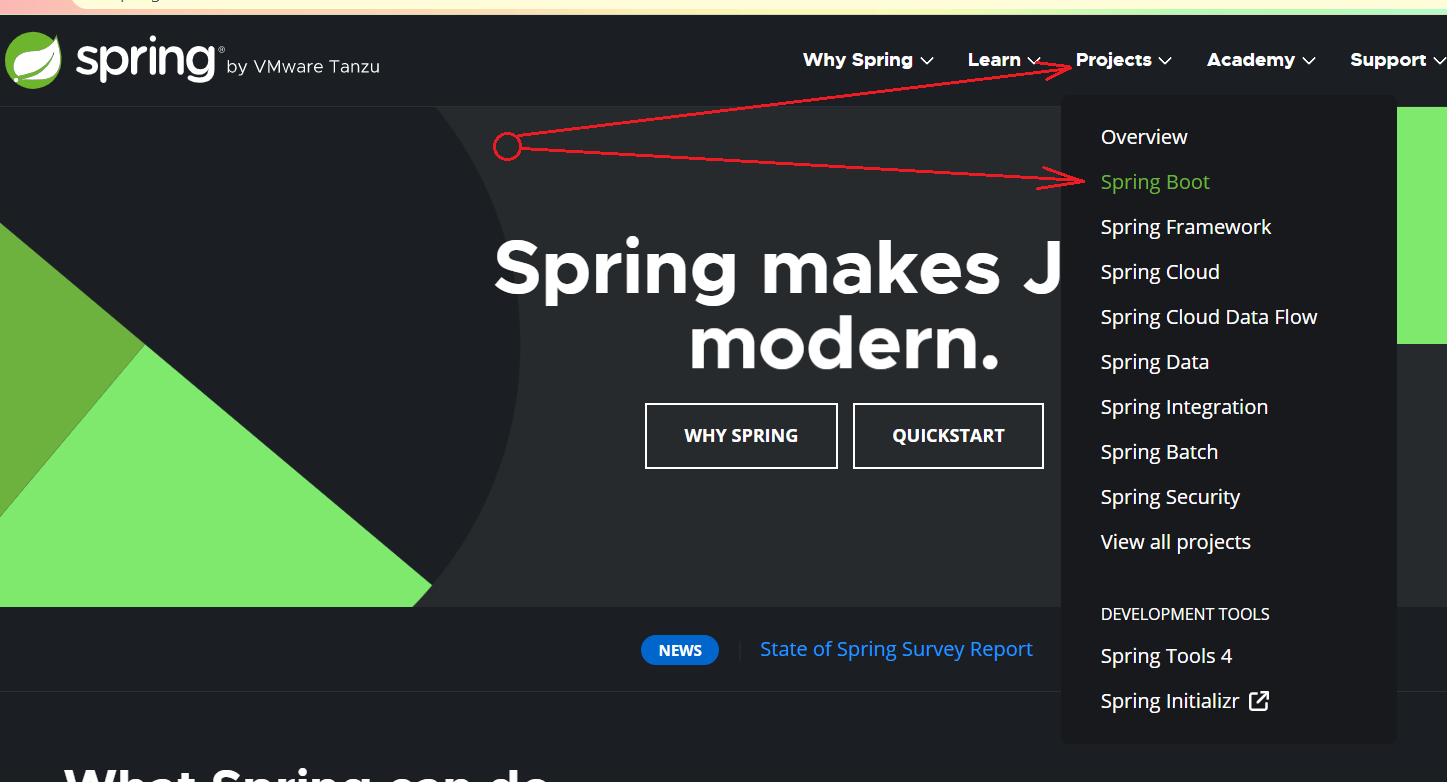 spring® by VMware Tanzu
Why Spring Learn Projects Academy Support
Overview
Spring Boot
Spring Framework
Spring Cloud
Spring Cloud Data Flow
Spring Data
Spring Integration
Spring Batch
Spring Security
View all projects
DEVELOPMENT TOOLS
Spring Tools 4
Spring Initializr
Spring makes J
modern.
WHY SPRING QUICKSTART
NEWS State of Spring Survey Report
What Spring can do